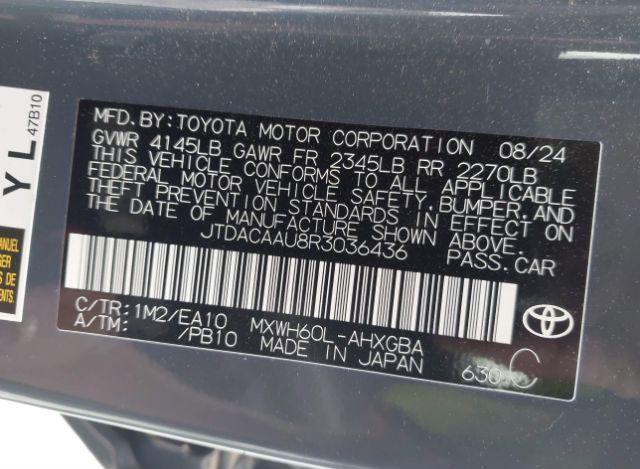 MFD.BY:TOYOTA MOTOR CORPORATION 08/24
GVWR 4145LB GAWR FR 2345LB RR 2270LB
THIS VEHICLE CONFORMS TO ALL APPLICABLE
FEDERAL MOTOR VEHICLE SAFETY,BUMPER,AND
THEFT PREVENTION STANDARDS IN EFFECT ON
THE DATE OF MANUFACTURE SHOWN ABOVE.
JTDACAAU8R3036436 PASS.CAR
C/TR:1M2/EA10 MXWH60L-AHXGBA
A/TM: /PB10 MADE IN JAPAN 630 C
YL
47B10
MANUEL